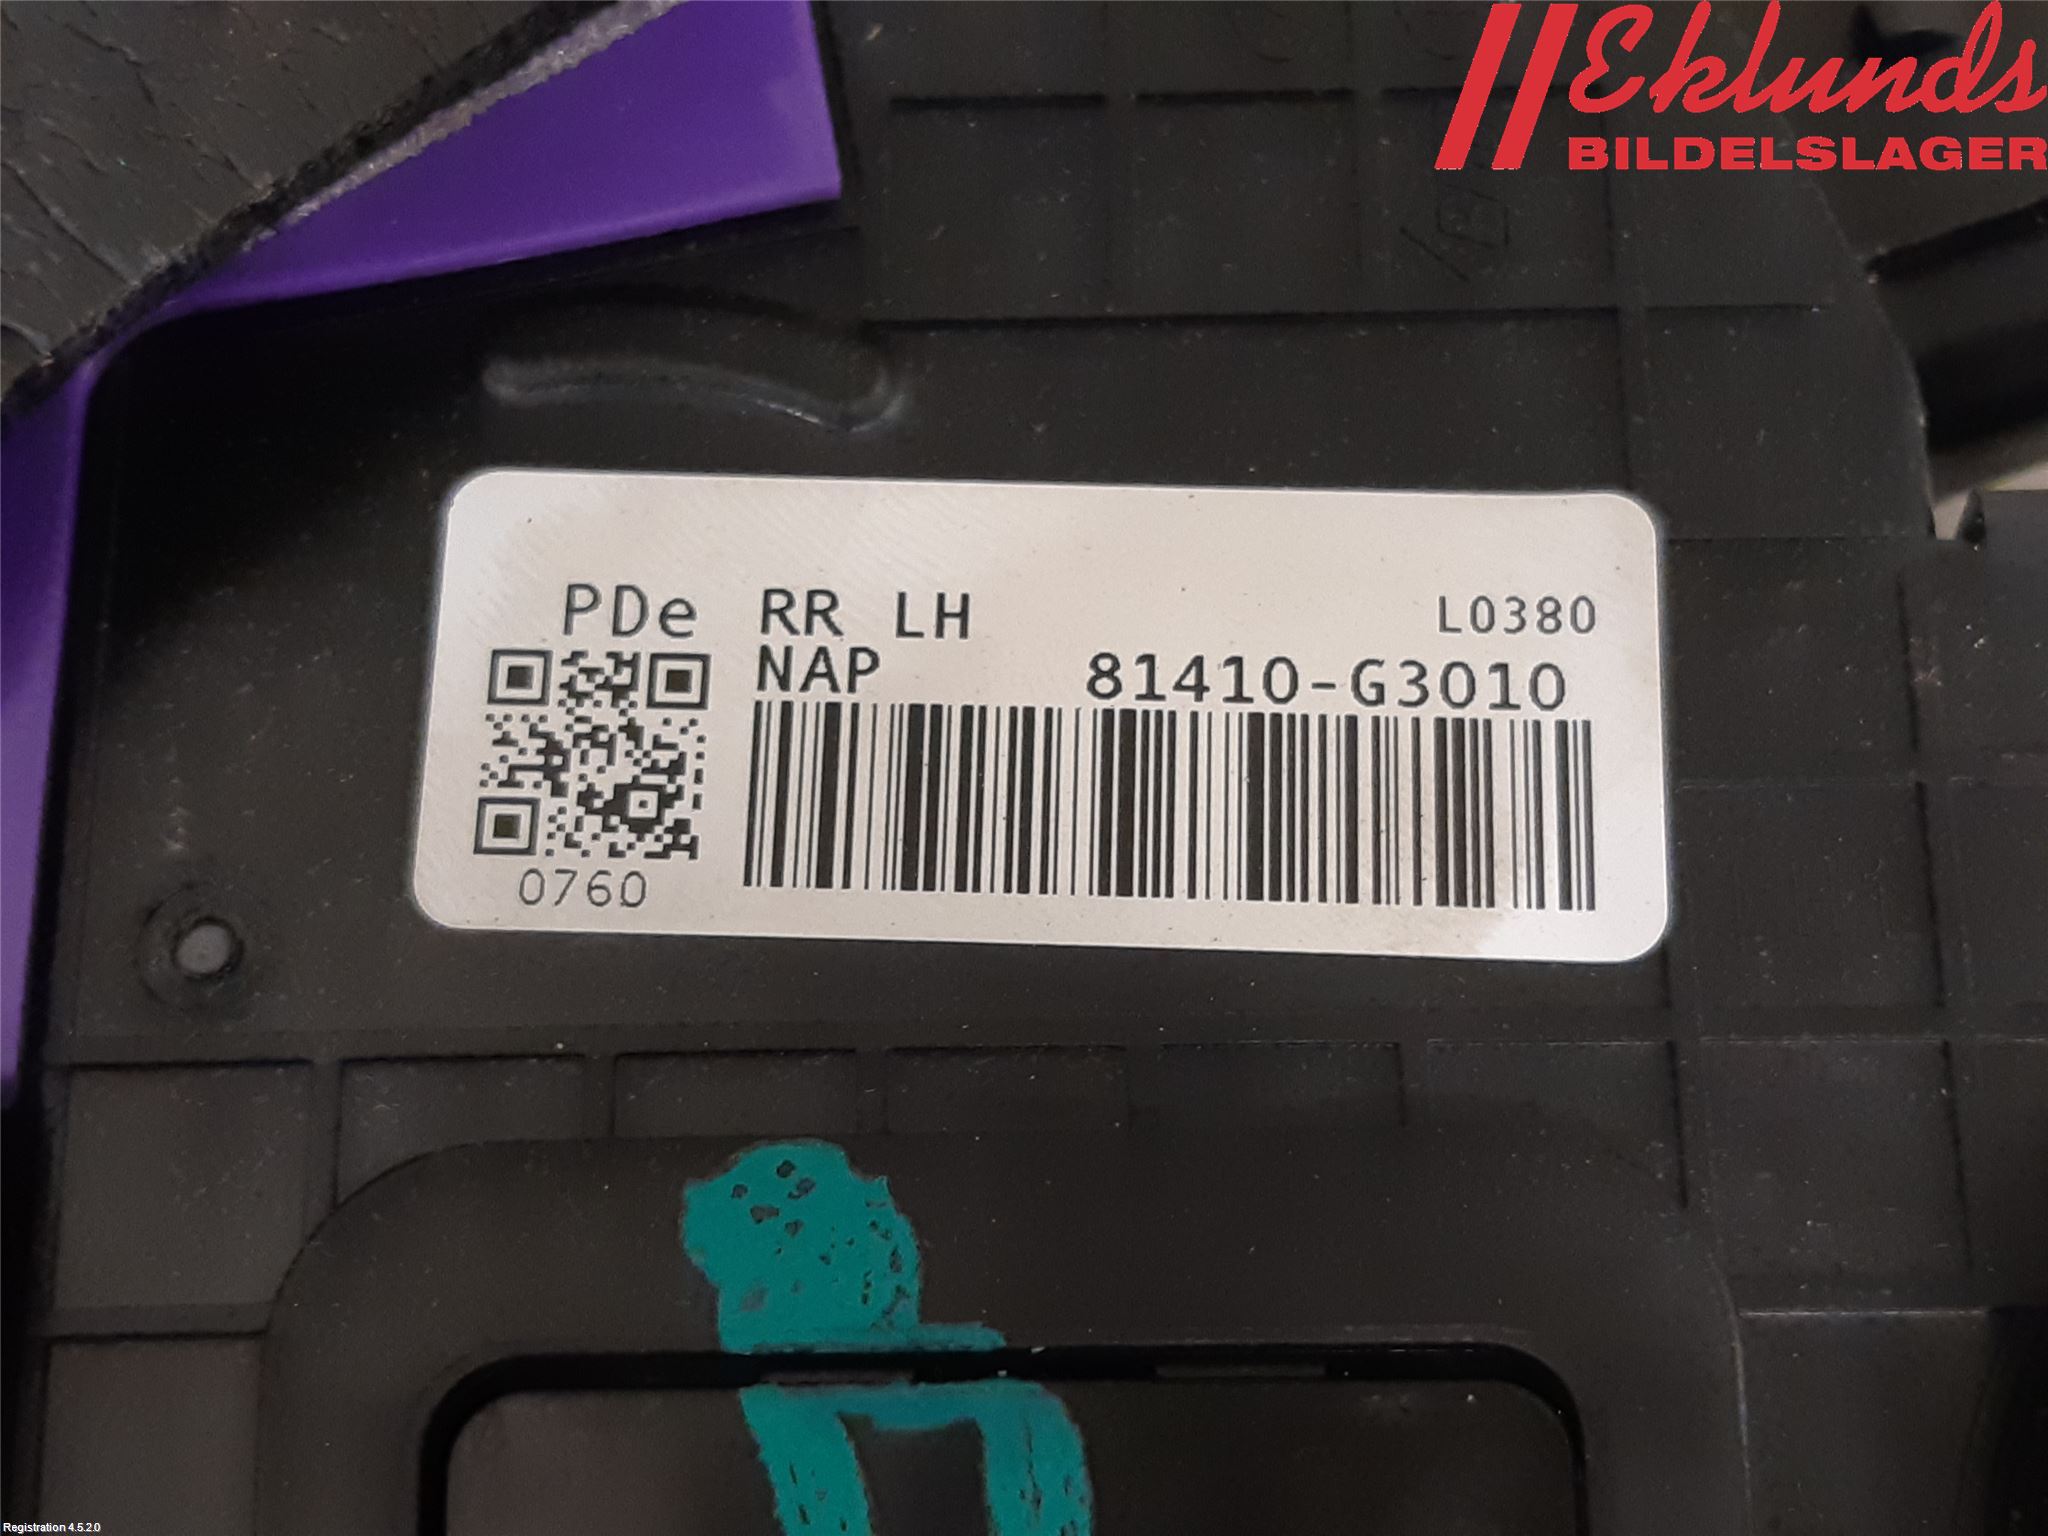 Eklunds
BILDELSLAGER
PDe RR LH L0380
NAP 81410-G3010
0760
Registration 4.5.2.0